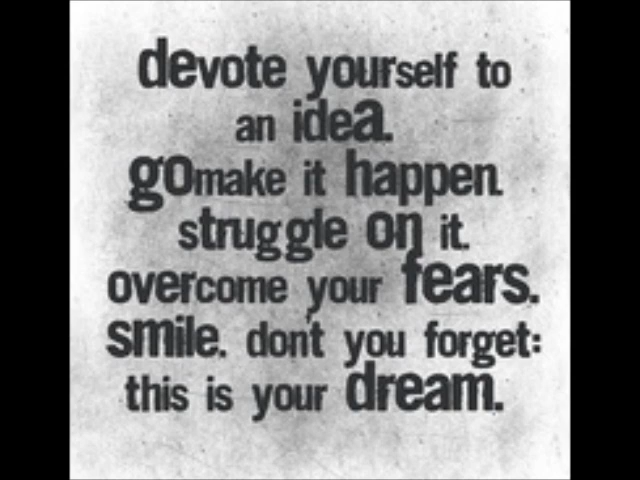 devote yourself to
an idea.
go make it happen.
struggle on it.
overcome your fears.
smile. don't you forget:
this is your dream.